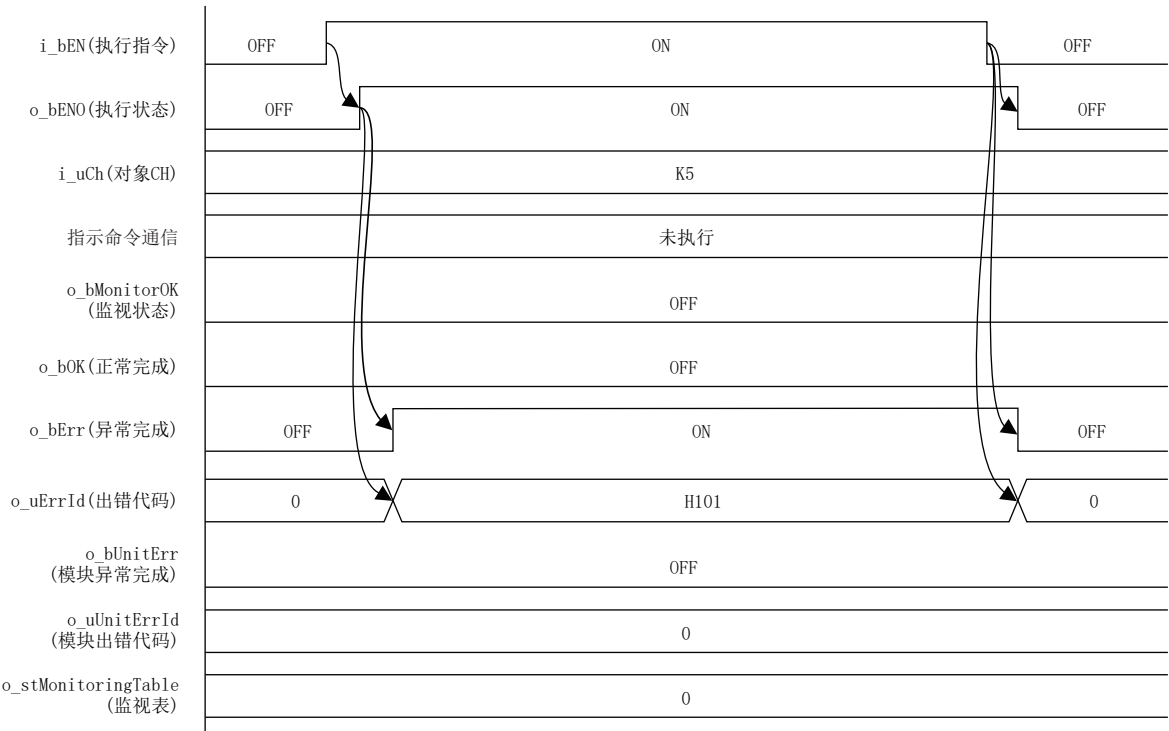 i_bEN(执行指令)
OFF
ON
OFF
o_bENO(执行状态)
OFF
ON
OFF
i_uCh(对象CH)
K5
指示命令通信
未执行
o_bMonitorOK
(监视状态)
OFF
o_bOK(正常完成)
OFF
o_bErr(异常完成)
OFF
ON
OFF
o_uErrId(出错代码)
0
H101
0
o_bUnitErr
(模块异常完成)
OFF
o_uUnitErrId
(模块出错代码)
0
o_stMonitoringTable
(监视表)
0